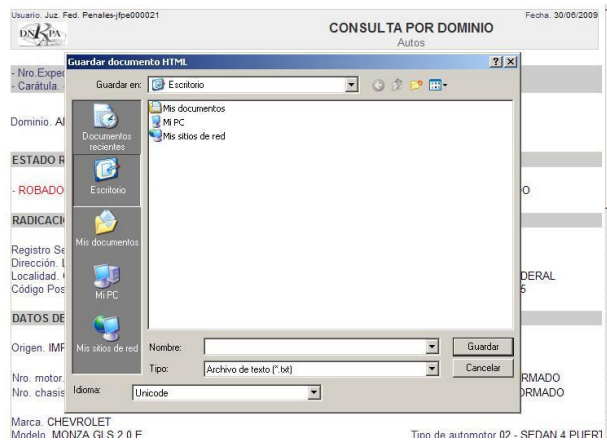 Usuario. Juz. Fed. Penales-jfpe000021
Fecha. 30/06/2009
DNRPA
CONSULTA POR DOMINIO
Autos
Guardar documento HTML
- Nro.Exped
- Carátula.
Guardar en: Escritorio
Mis documentos
Mi PC
Mis sitios de red
Documentos recientes
Escritorio
Mis documentos
Mi PC
Mis sitios de red
Dominio.
ESTADO R
- ROBADO
O
RADICACI
Registro Se
Dirección.
Localidad.
DERAL
Código Pos
5
DATOS DE
Origen. IMP
Nombre:
Guardar
Tipo: Archivo de texto (*.txt)
Cancelar
Idioma: Unicode
Nro. motor.
RMADO
Nro. chasis
ORMADO
Marca. CHEVROLET
Modelo. MONZA GLS 2.0 E
Tipo de automotor 02 - SEDAN 4 PUERT